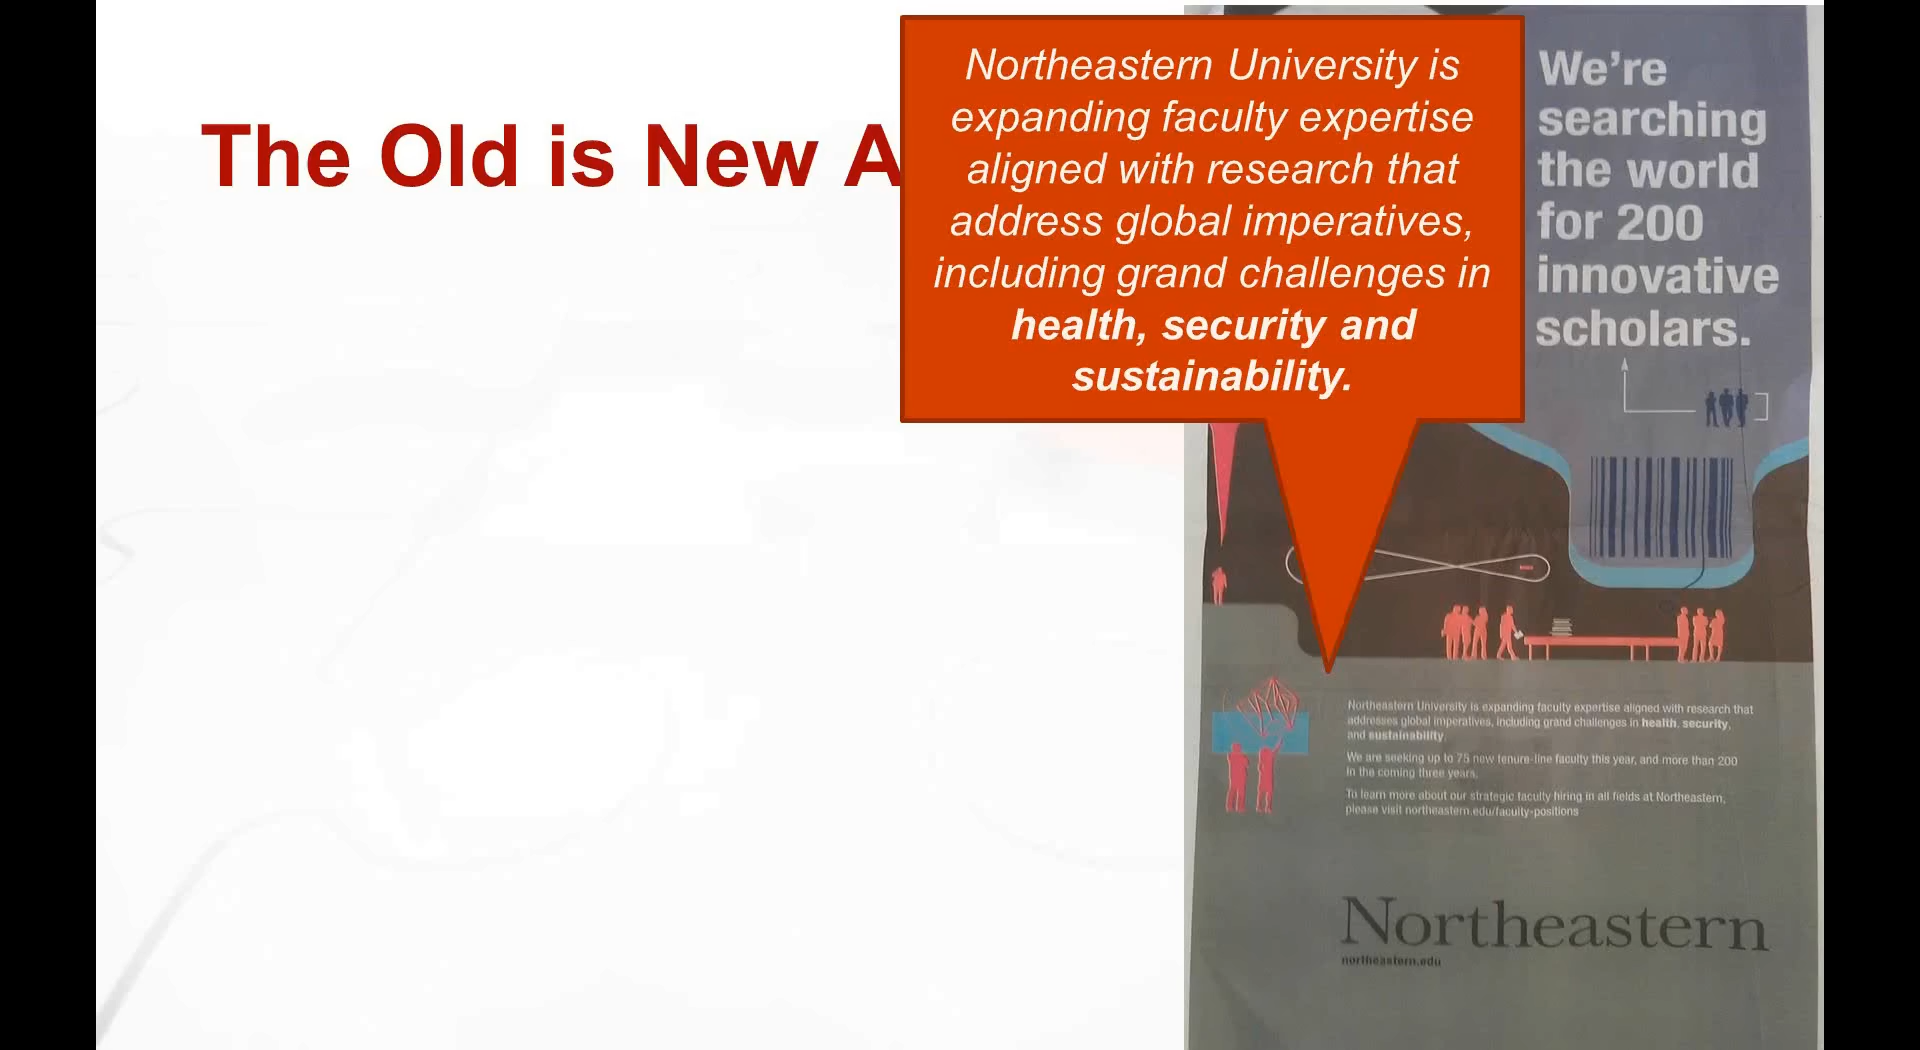 The Old is New A
Northeastern University is
expanding faculty expertise
aligned with research that
address global imperatives,
including grand challenges in
health, security and
sustainability.
We're
searching
the world
for 200
innovative
scholars.
Northeastern University is expanding faculty expertise aligned with research that
addresses global imperatives, including grand challenges in health, security,
and sustainability.
We are seeking up to 75 new tenure-line faculty this year, and more than 200
in the coming three years.
To learn more about our strategic faculty hiring in all fields at Northeastern,
please visit northeastern.edu/faculty-positions
Northeastern
northeastern.edu